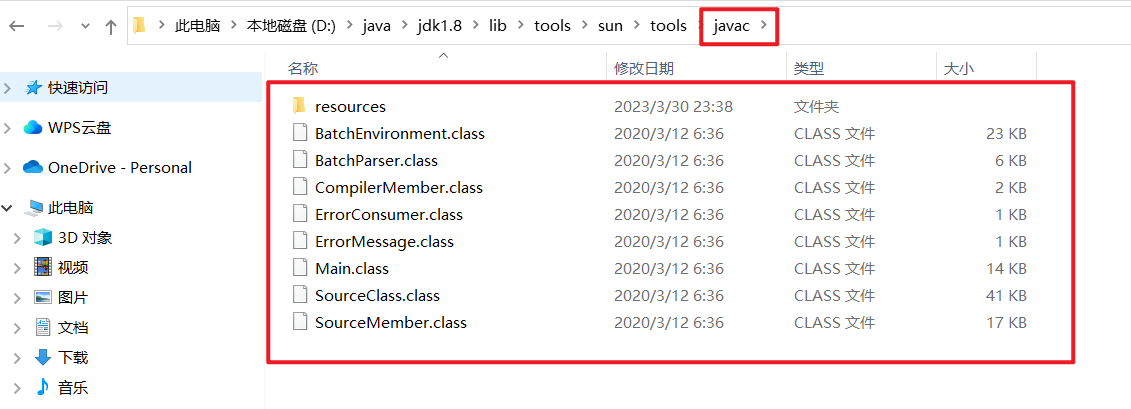 此电脑 本地磁盘 (D:) java jdk1.8 lib tools sun tools javac
名称 修改日期 类型 大小
快速访问
WPS云盘
OneDrive - Personal
此电脑
3D 对象
视频
图片
文档
下载
音乐
resources 2023/3/30 23:38 文件夹
BatchEnvironment.class 2020/3/12 6:36 CLASS 文件 23 KB
BatchParser.class 2020/3/12 6:36 CLASS 文件 6 KB
CompilerMember.class 2020/3/12 6:36 CLASS 文件 2 KB
ErrorConsumer.class 2020/3/12 6:36 CLASS 文件 1 KB
ErrorMessage.class 2020/3/12 6:36 CLASS 文件 1 KB
Main.class 2020/3/12 6:36 CLASS 文件 14 KB
SourceClass.class 2020/3/12 6:36 CLASS 文件 41 KB
SourceMember.class 2020/3/12 6:36 CLASS 文件 17 KB